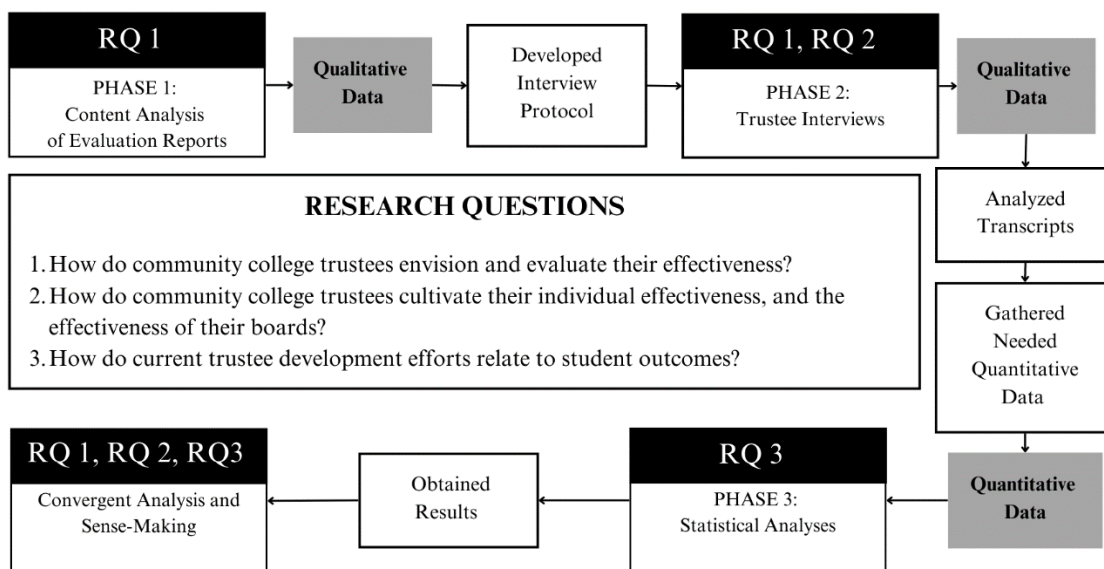 RQ 1
PHASE 1:
Content Analysis
of Evaluation Reports
Qualitative
Data
Developed
Interview
Protocol
RQ 1, RQ 2
PHASE 2:
Trustee Interviews
Qualitative
Data
Analyzed
Transcripts
Gathered
Needed
Quantitative
Data
RESEARCH QUESTIONS
1. How do community college trustees envision and evaluate their effectiveness?
2. How do community college trustees cultivate their individual effectiveness, and the
effectiveness of their boards?
3. How do current trustee development efforts relate to student outcomes?
Quantitative
Data
RQ 3
PHASE 3:
Statistical Analyses
Obtained
Results
RQ 1, RQ 2, RQ3
Convergent Analysis and
Sense-Making